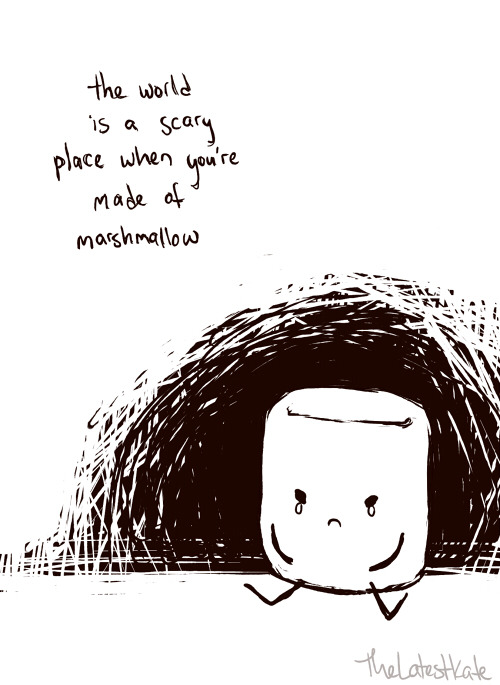 the world
is a scary
place when you're
made of
marshmallow
TheLatestKate